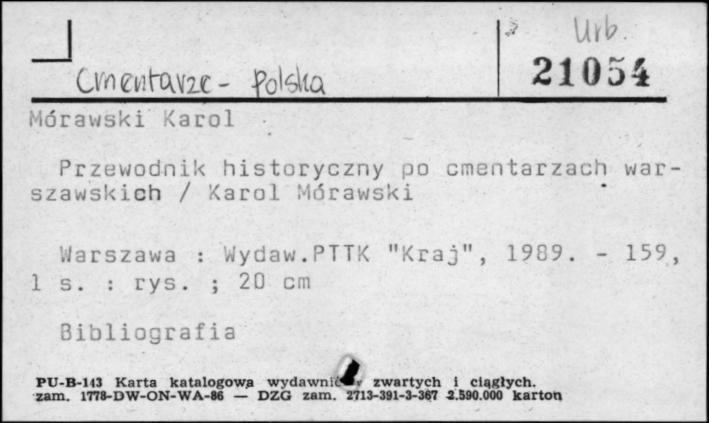 Urb.
21054
Cmentarze - Polska
Mórawski Karol
Przewodnik historyczny po cmentarzach war-
szawskich / Karol Mórawski
Warszawa : Wydaw.PTTK "Kraj", 1989. - 159,
1 s. : rys. ; 20 cm
Bibliografia
PU-B-143 Karta katalogowa zwartych i ciągłych.
zam. 1778-DW-ON-WA-86 — DZG zam. 2713-391-3-367 2.590.000 karton